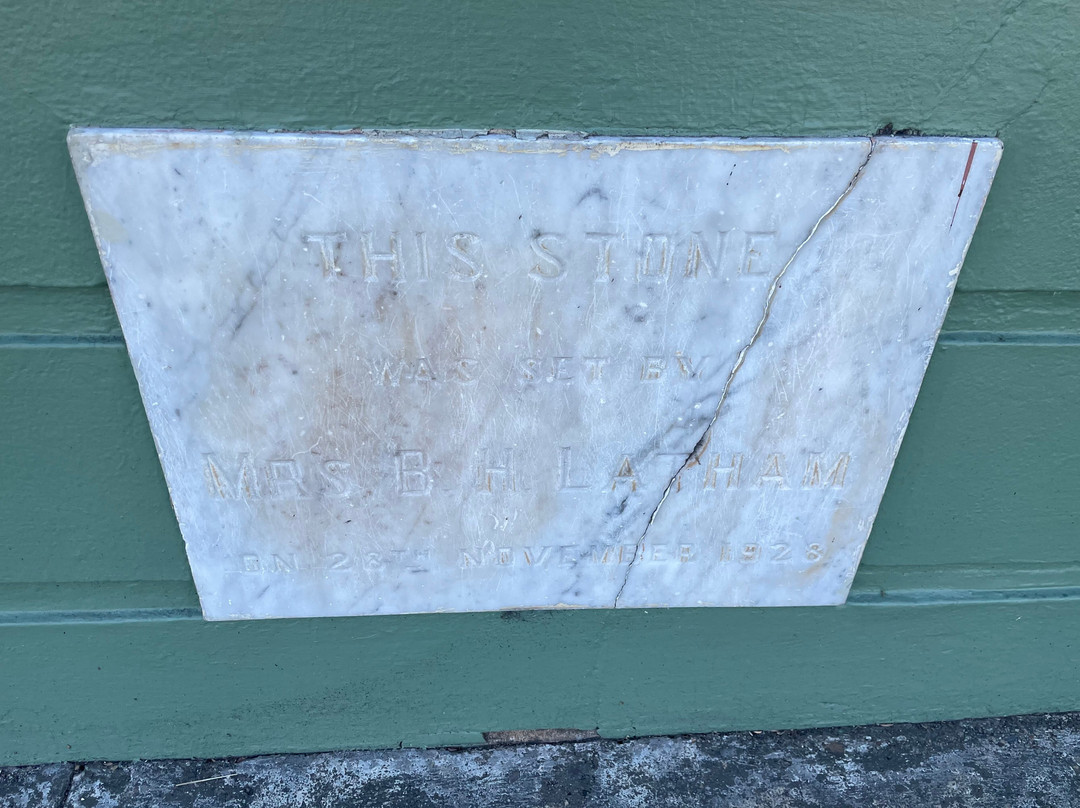 THIS STONE
WAS SET BY
MRS. B. H. LATHAM
ON 28TH NOVEMBER 1928